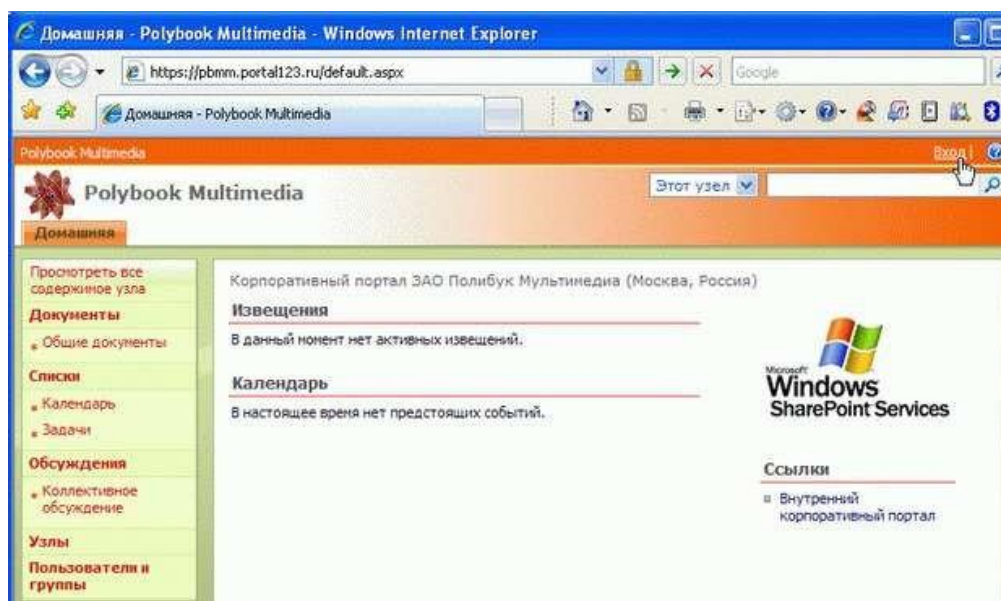 Домашняя - Polybook Multimedia - Windows Internet Explorer
https://pbmm.portal123.ru/default.aspx
Google
Домашняя - Polybook Multimedia
Polybook Multimedia
Вход
Polybook Multimedia
Этот узел
Домашняя
Просмотреть все
содержимое узла
Документы
Общие документы
Списки
Календарь
Задачи
Обсуждения
Коллективное
обсуждение
Узлы
Пользователи и
группы
Корпоративный портал ЗАО Полибук Мультимедиа (Москва, Россия)
Извещения
В данный момент нет активных извещений.
Календарь
В настоящее время нет предстоящих событий.
Microsoft
Windows
SharePoint Services
Ссылки
Внутренний
корпоративный портал